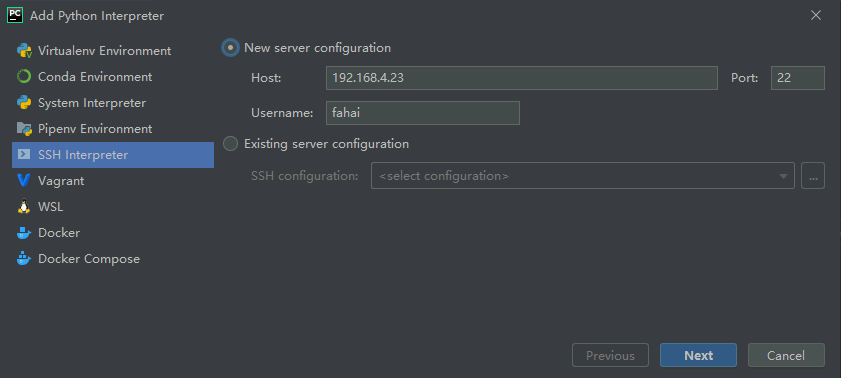 PC
Add Python Interpreter
Virtualenv Environment
Conda Environment
System Interpreter
Pipenv Environment
SSH Interpreter
Vagrant
WSL
Docker
Docker Compose
New server configuration
Host: 192.168.4.23 Port: 22
Username: fahai
Existing server configuration
SSH configuration: <select configuration> ...
Previous Next Cancel